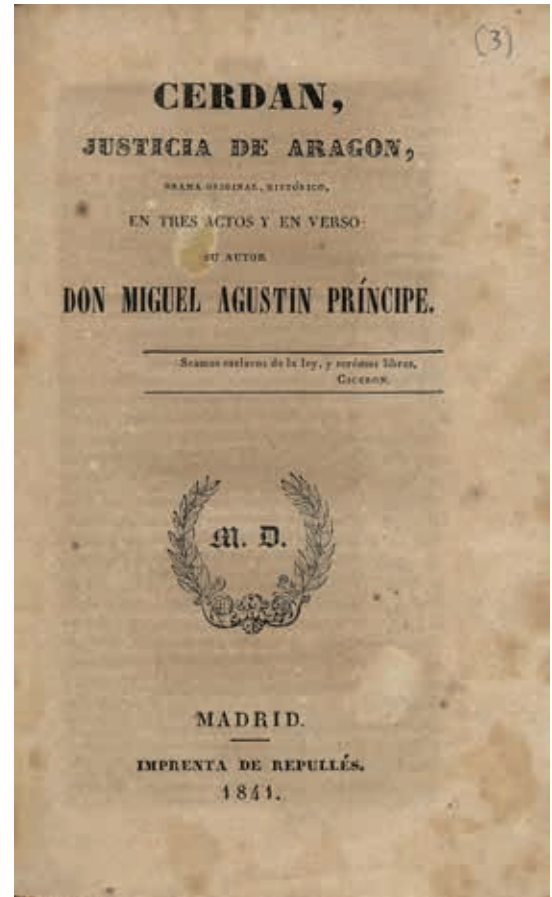 (3)
CERDAN,
JUSTICIA DE ARAGON,
DRAMA ORIGINAL, HISTÓRICO,
EN TRES ACTOS Y EN VERSO:
SU AUTOR
DON MIGUEL AGUSTIN PRÍNCIPE.
Seamos esclavos de la ley, y seremos libres.
CICERON.
M. D.
MADRID.
IMPRENTA DE REPULLÉS.
1841.